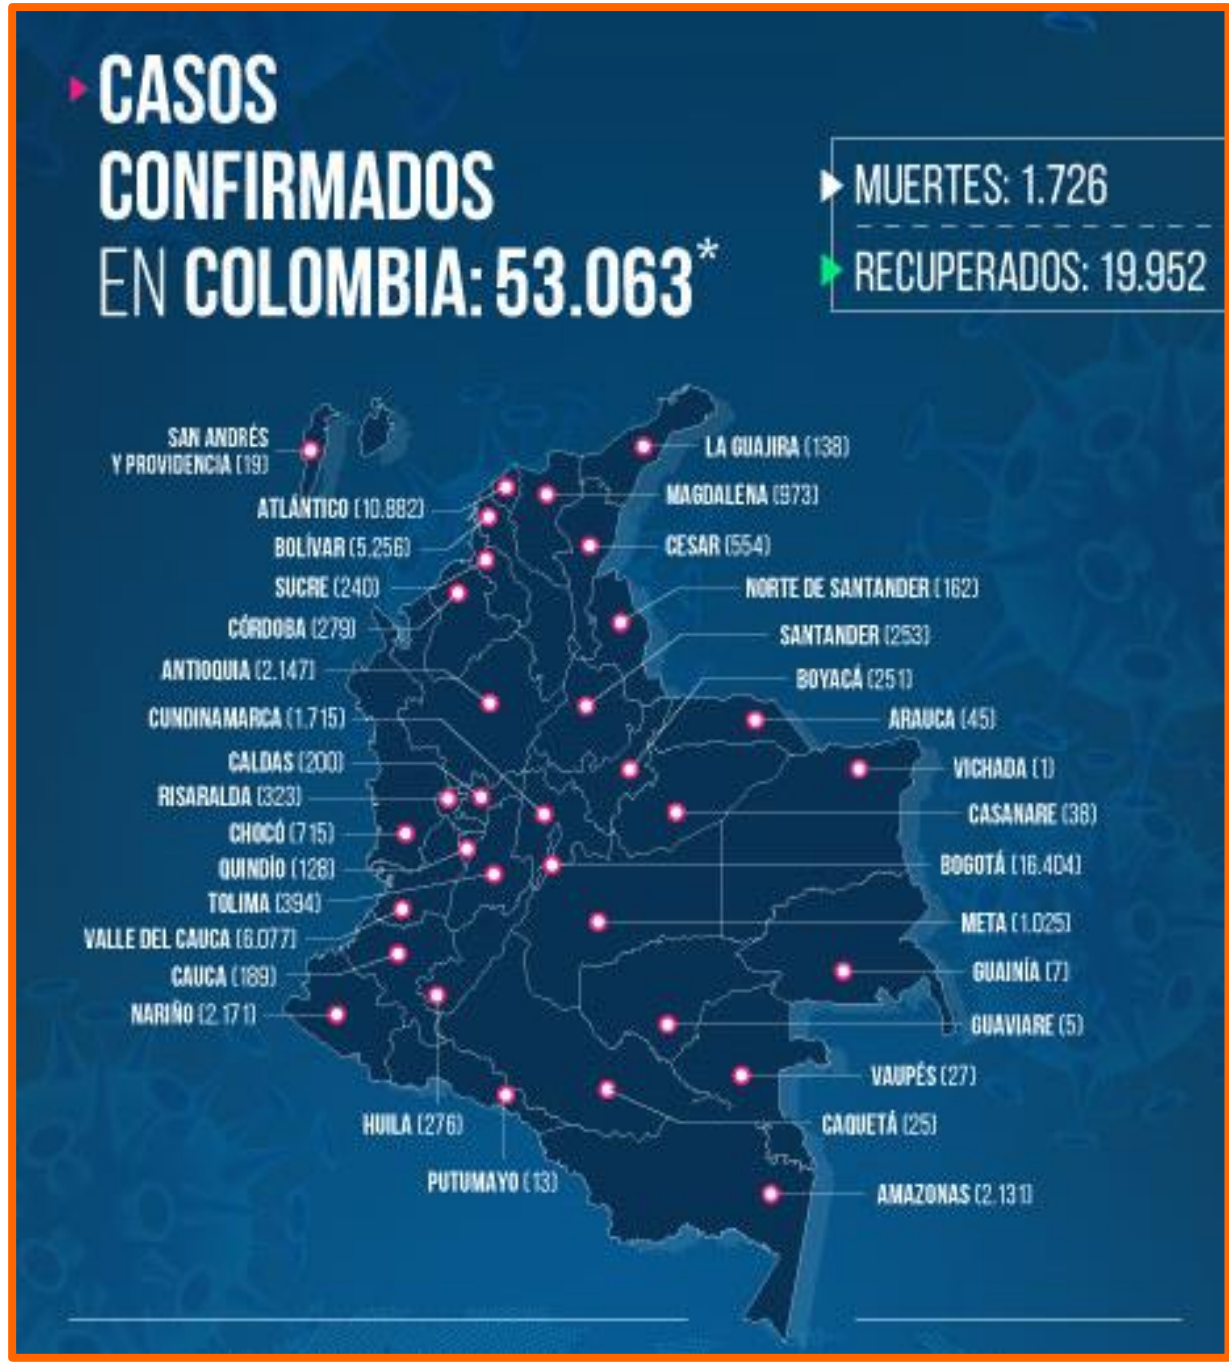 CASOS
CONFIRMADOS
EN COLOMBIA: 53.063*
MUERTES: 1.726
RECUPERADOS: 19.952
SAN ANDRÉS
Y PROVIDENCIA (19)
ATLÁNTICO (10.882)
BOLÍVAR (5.256)
SUCRE (240)
CÓRDOBA (279)
ANTIOQUIA (2.147)
CUNDINAMARCA (1.715)
CALDAS (200)
RISARALDA (323)
CHOCÓ (715)
QUINDÍO (128)
TOLIMA (394)
VALLE DEL CAUCA (6.077)
CAUCA (189)
NARIÑO (2.171)
HUILA (276)
PUTUMAYO (13)
LA GUAJIRA (138)
MAGDALENA (973)
CESAR (554)
NORTE DE SANTANDER (162)
SANTANDER (253)
BOYACÁ (251)
ARAUCA (45)
VICHADA (1)
CASANARE (38)
BOGOTÁ (16.404)
META (1.025)
GUAINÍA (7)
GUAVIARE (5)
VAUPÉS (27)
CAQUETÁ (25)
AMAZONAS (2.131)